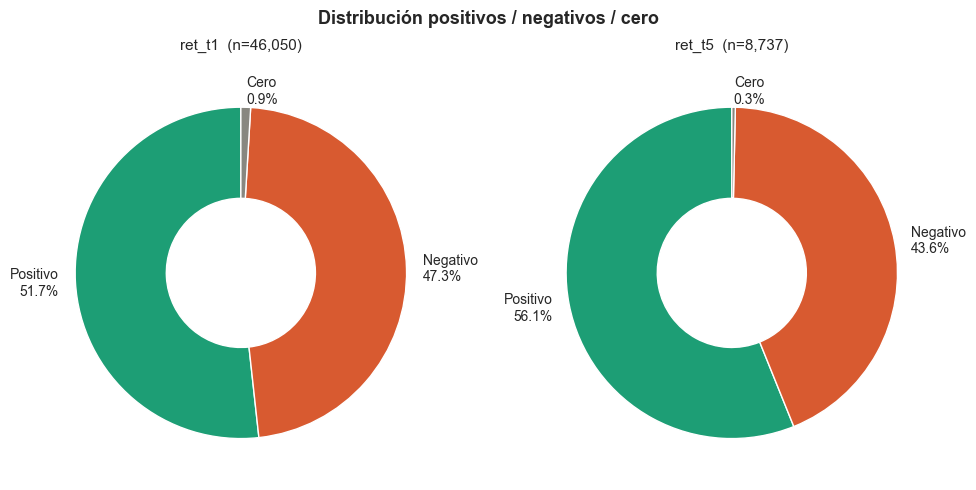 Distribución positivos / negativos / cero
ret_t1  (n=46,050)
Cero
0.9%
Negativo
47.3%
Positivo
51.7%
ret_t5  (n=8,737)
Cero
0.3%
Negativo
43.6%
Positivo
56.1%